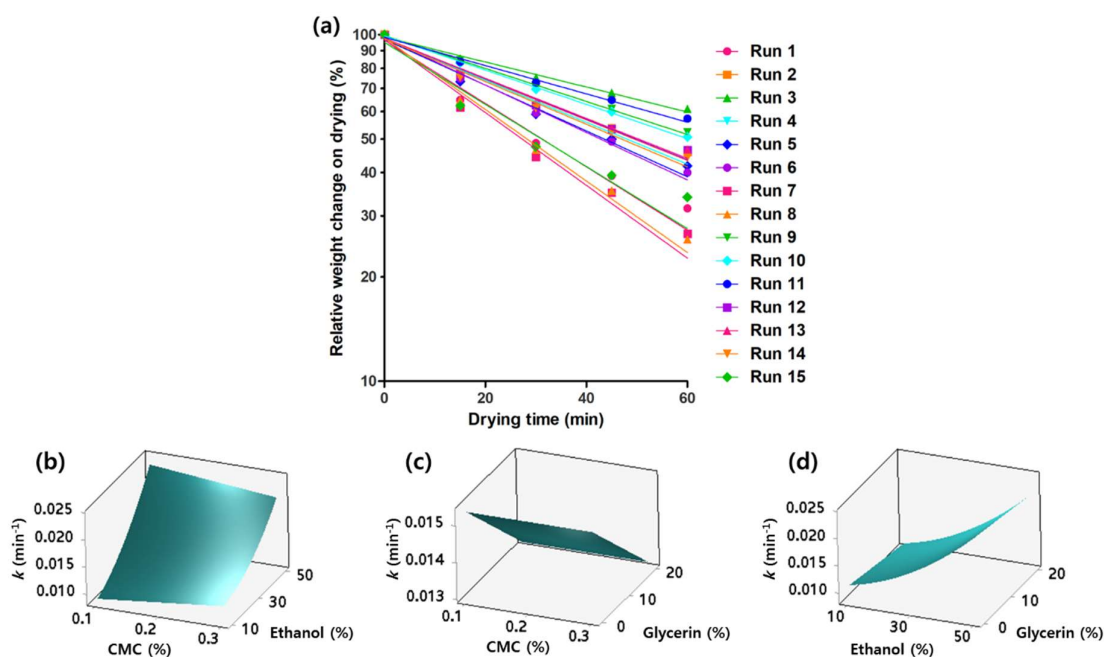 (a)
Relative weight change on drying (%)
100
90
80
70
60
50
40
30
20
10
0
20
40
60
Drying time (min)
Run 1
Run 2
Run 3
Run 4
Run 5
Run 6
Run 7
Run 8
Run 9
Run 10
Run 11
Run 12
Run 13
Run 14
Run 15
(b)
k (min⁻¹)
0.025
0.020
0.015
0.010
0.1
0.2
0.3
CMC (%)
10
30
50
Ethanol (%)
(c)
k (min⁻¹)
0.015
0.014
0.013
0.1
0.2
0.3
CMC (%)
0
10
20
Glycerin (%)
(d)
k (min⁻¹)
0.025
0.020
0.015
0.010
10
30
50
Ethanol (%)
0
10
20
Glycerin (%)